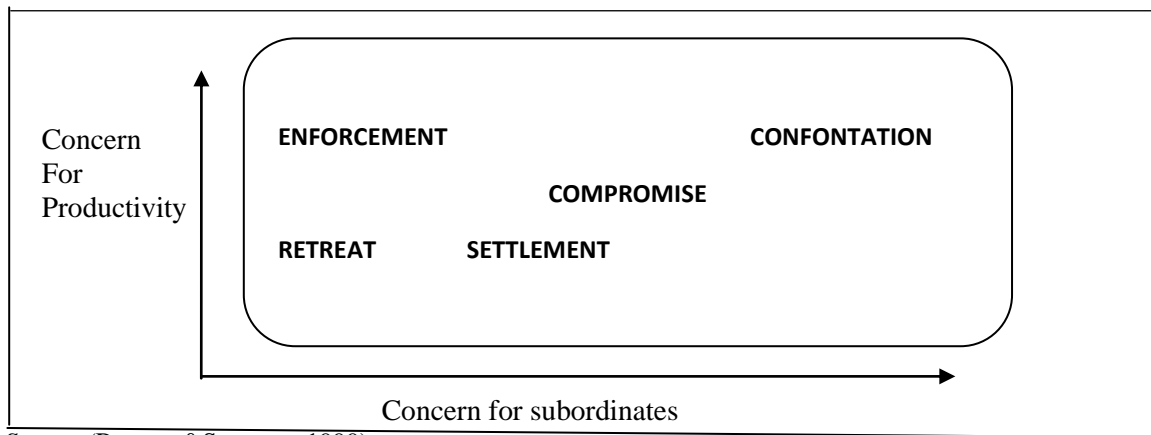 Concern
For
Productivity
ENFORCEMENT CONFONTATION
COMPROMISE
RETREAT SETTLEMENT
Concern for subordinates